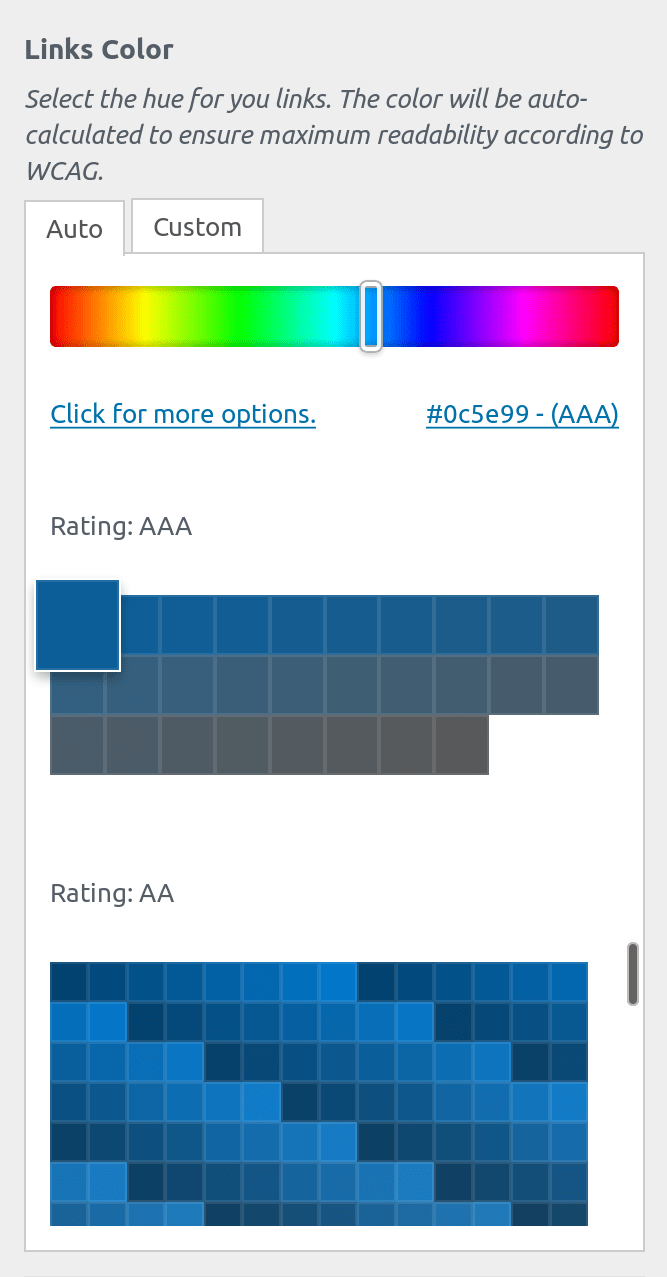 Links Color
Select the hue for you links. The color will be auto-
calculated to ensure maximum readability according to
WCAG.
Auto
Custom
Click for more options.
#0c5e99 - (AAA)
Rating: AAA
Rating: AA